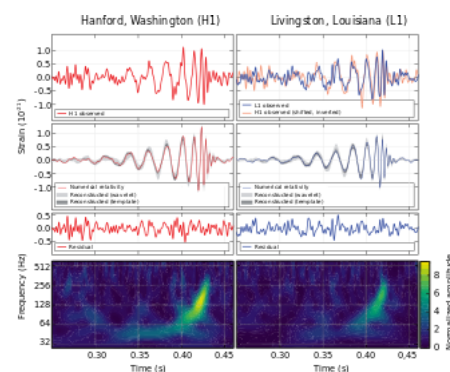 Hanford, Washington (H1)
Livingston, Louisiana (L1)
1.0
0.5
0.0
-0.5
-1.0
H1 observed
L1 observed
H1 observed (shifted, inverted)
Strain (10²¹)
1.0
0.5
0.0
-0.5
-1.0
Numerical relativity
Reconstructed (wavelet)
Reconstructed (template)
Numerical relativity
Reconstructed (wavelet)
Reconstructed (template)
0.5
0.0
-0.5
Residual
Residual
Frequency (Hz)
512
256
128
64
32
0.30
0.35
0.40
0.45
0.30
0.35
0.40
0.45
Time (s)
Time (s)
8
6
4
2
0
Normalized amplitude